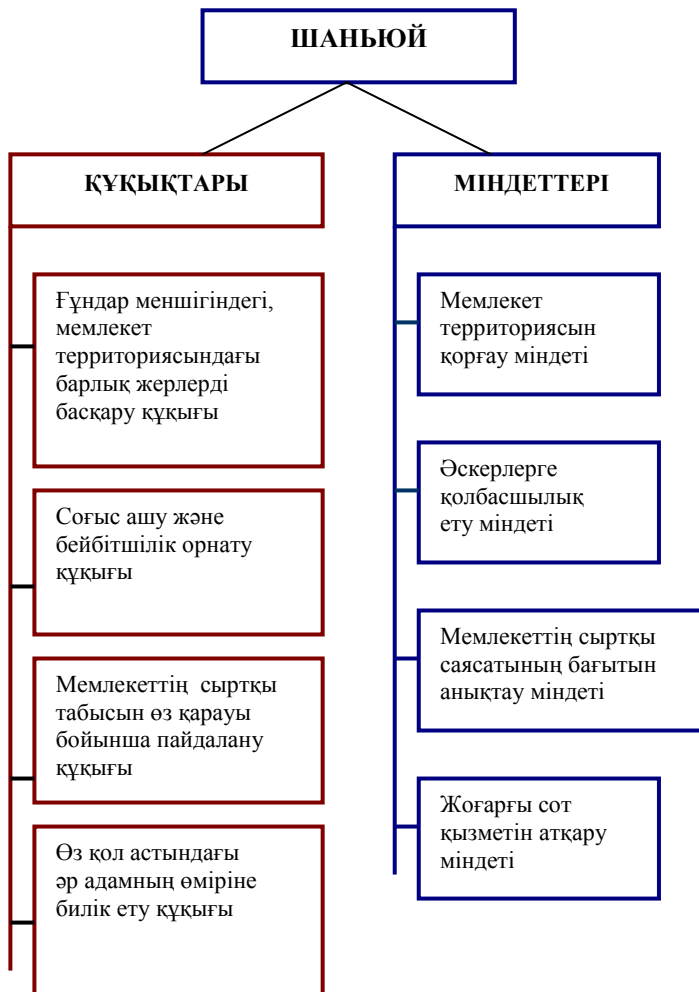 ШАНЬЮЙ
ҚҰҚЫҚТАРЫ
Ғұндар меншігіндегі,
мемлекет
территориясындағы
барлық жерлерді
басқару құқығы
Соғыс ашу және
бейбітшілік орнату
құқығы
Мемлекеттің сыртқы
табысын өз қарауы
бойынша пайдалану
құқығы
Өз қол астындағы
әр адамның өміріне
билік ету құқығы
МІНДЕТТЕРІ
Мемлекет
территориясын
қорғау міндеті
Әскерлерге
қолбасшылық
ету міндеті
Мемлекеттің сыртқы
саясатының бағытын
анықтау міндеті
Жоғарғы сот
қызметін атқару
міндеті